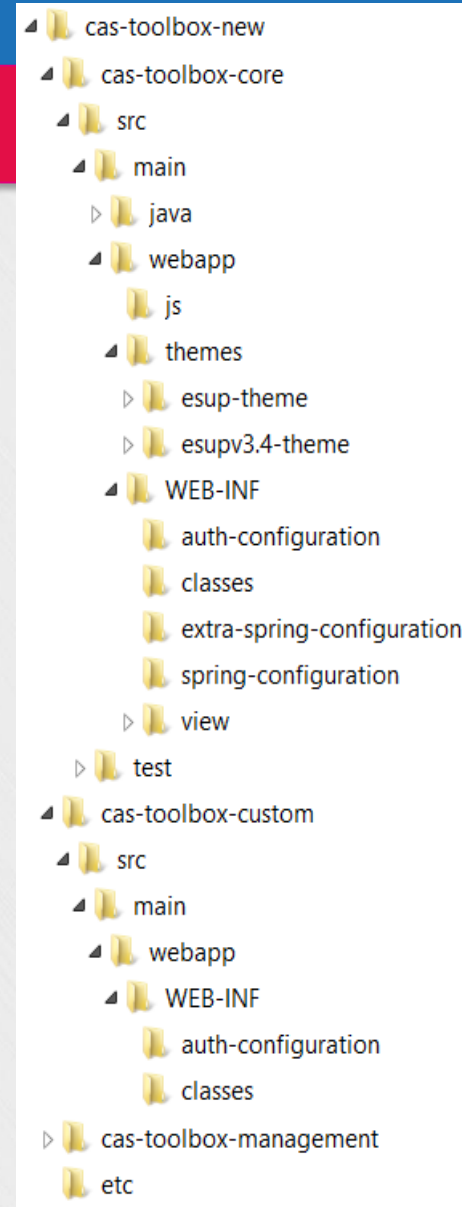 cas-toolbox-new
cas-toolbox-core
src
main
java
webapp
js
themes
esup-theme
esupv3.4-theme
WEB-INF
auth-configuration
classes
extra-spring-configuration
spring-configuration
view
test
cas-toolbox-custom
src
main
webapp
WEB-INF
auth-configuration
classes
cas-toolbox-management
etc